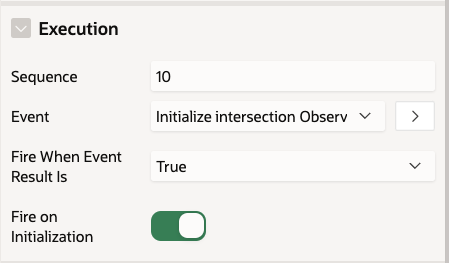 Execution
Sequence
10
Event
Initialize intersection Observ
Fire When Event
Result Is
True
Fire on
Initialization